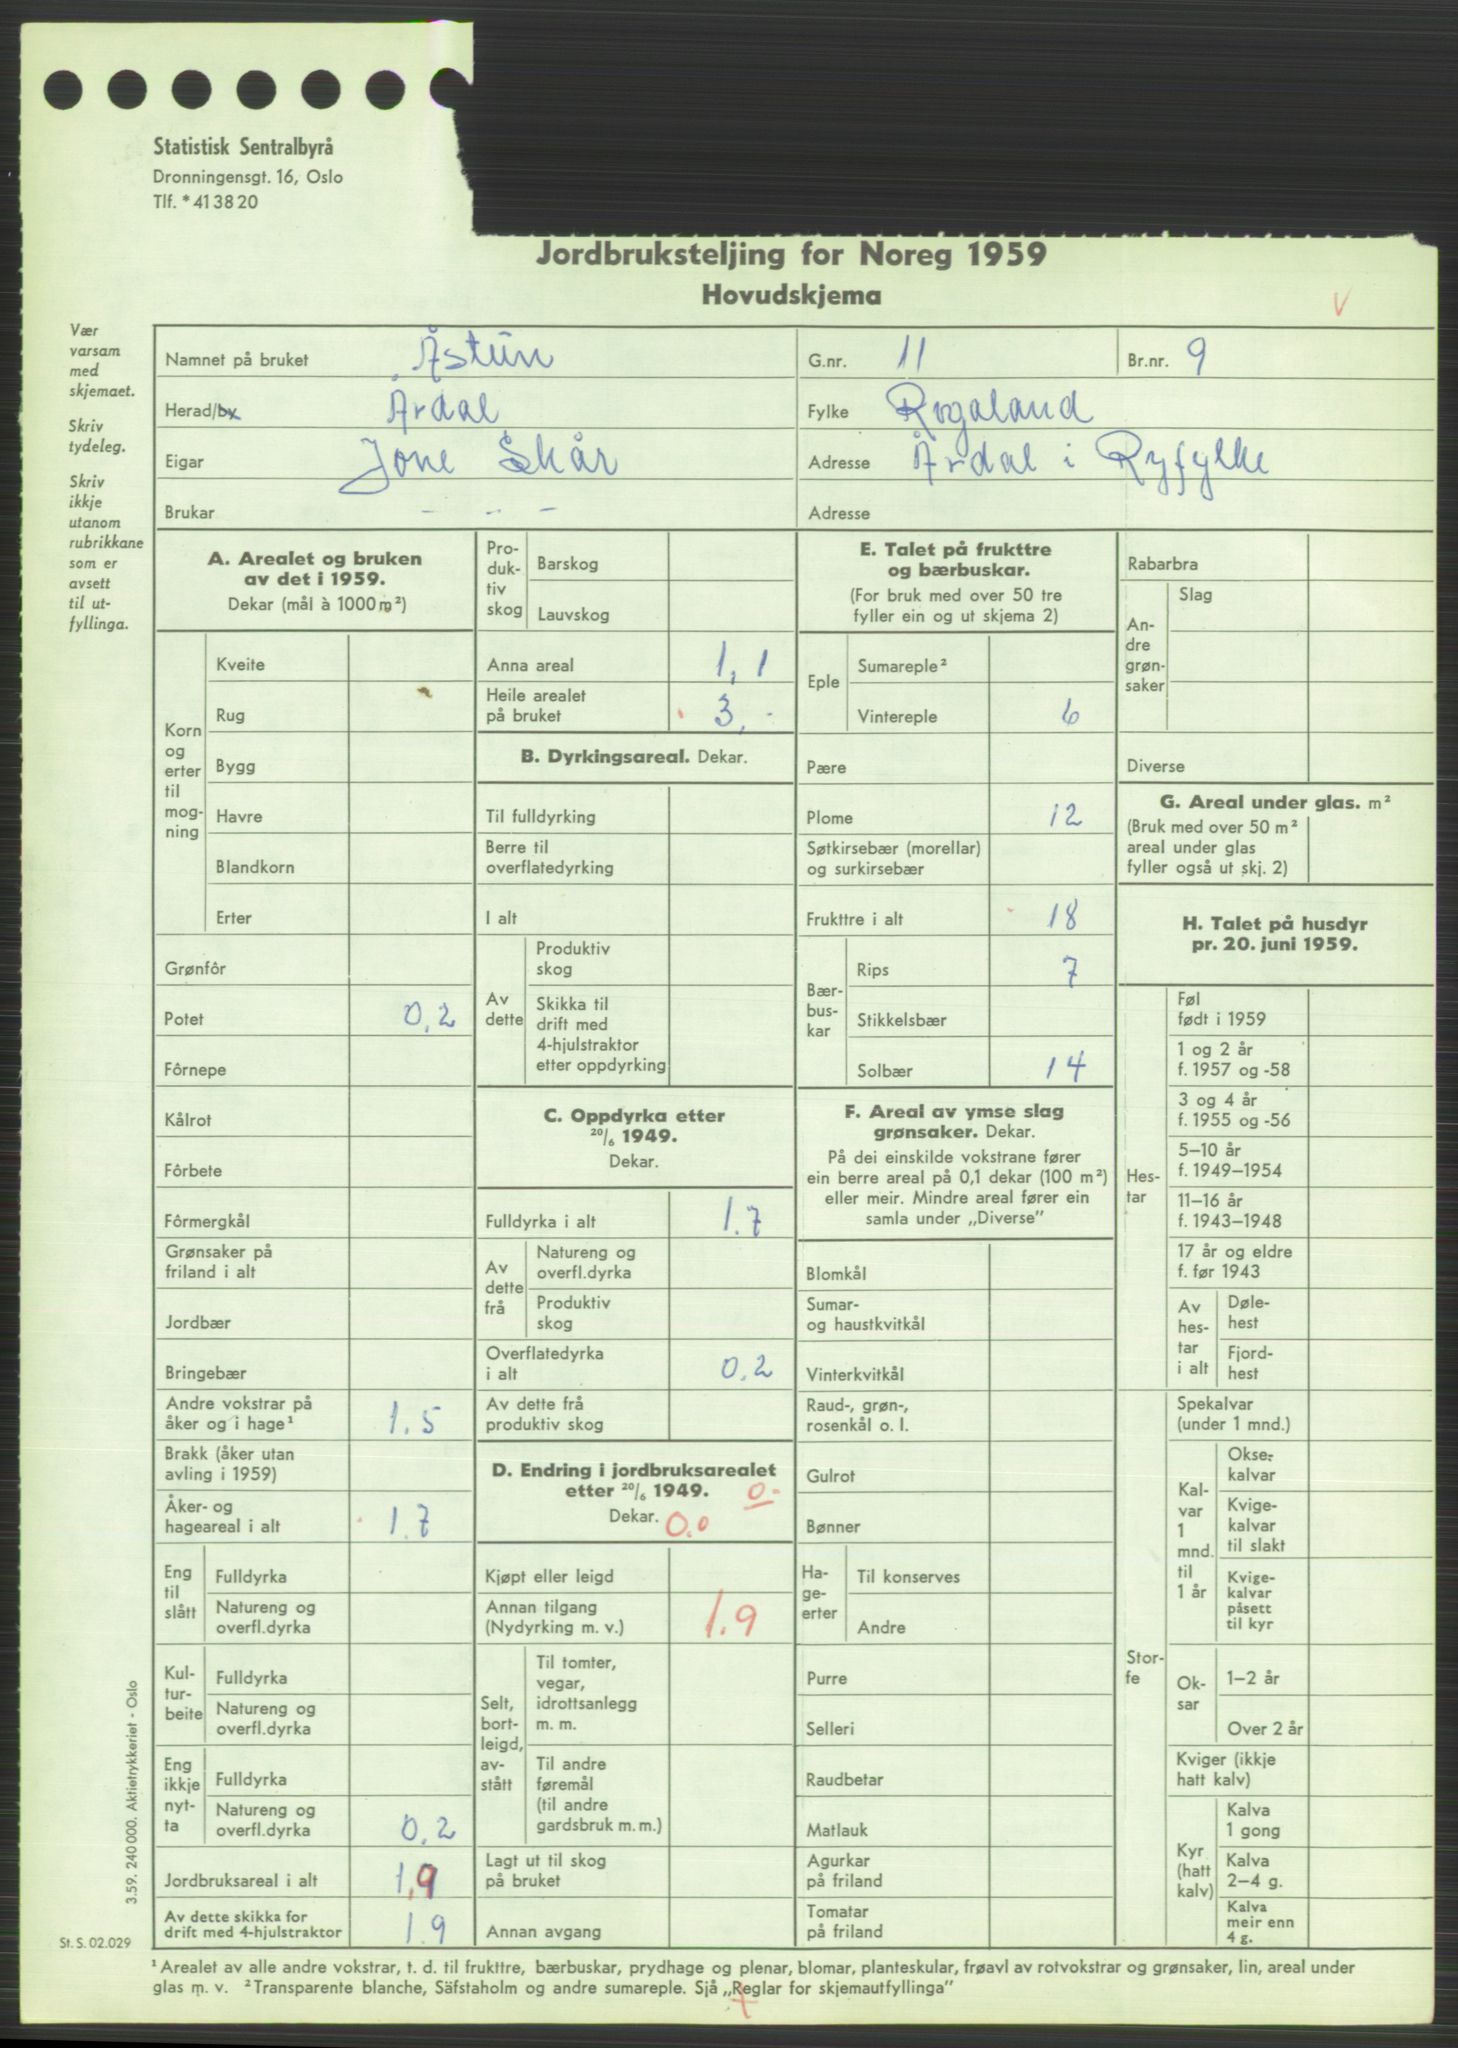 Statistisk Sentralbyrå
Dronningensgt. 16, Oslo
Tlf. * 41 38 20
Jordbruksteljing for Noreg 1959
Hovudskjema
V
Vær
varsam
med
skjemaet.
Skriv
tydeleg.
Skriv
ikkje
utanom
rubrikkane
som er
avsett
til ut-
fyllinga.
Namnet på bruket Åstün G.nr. 11 Br.nr. 9
Herad/by Årdal Fylke Rogaland
Eigar Jone Skår Adresse Årdal i Ryfylke
Brukar - - - Adresse
A. Arealet og bruken
av det i 1959.
Dekar (mål à 1000 m²)
Korn
og
erter
til
mog-
ning
Kveite
Rug
Bygg
Havre
Blandkorn
Erter
Grønfôr
Potet 0,2
Fôrnepe
Kålrot
Fôrbete
Fôrmergkål
Grønsaker på
friland i alt
Jordbær
Bringebær
Andre vokstrar på
åker og i hage¹ 1,5
Brakk (åker utan
avling i 1959)
Åker- og
hageareal i alt 1.7
Eng
til
slått
Fulldyrka
Natureng og
overfl.dyrka
Kul-
tur-
beite
Fulldyrka
Natureng og
overfl.dyrka
Eng
ikkje
nyt-
ta
Fulldyrka
Natureng og
overfl.dyrka 0,2
Jordbruksareal i alt 1,9
Av dette skikka for
drift med 4-hjulstraktor 1.9
Pro-
duk-
tiv
skog
Barskog
Lauvskog
Anna areal 1,1
Heile arealet
på bruket 3,-
B. Dyrkingsareal. Dekar.
Til fulldyrking
Berre til
overflatedyrking
I alt
Av
dette
Produktiv
skog
Skikka til
drift med
4-hjulstraktor
etter oppdyrking
C. Oppdyrka etter
20/6 1949.
Dekar.
Fulldyrka i alt 1.7
Av
dette
frå
Natureng og
overfl.dyrka
Produktiv
skog
Overflatedyrka
i alt 0,2
Av dette frå
produktiv skog
D. Endring i jordbruksarealet
etter 20/6 1949. 0-
Dekar. 0.0
Kjøpt eller leigd
Annan tilgang
(Nydyrking m. v.) 1.9
Selt,
bort-
leigd,
av-
stått
Til tomter,
vegar,
idrottsanlegg
m. m.
Til andre
føremål
(til andre
gardsbruk m. m.)
Lagt ut til skog
på bruket
Annan avgang
E. Talet på frukttre
og bærbuskar.
(For bruk med over 50 tre
fyller ein og ut skjema 2)
Eple
Sumareple²
Vintereple 6
Pære
Plome 12
Søtkirsebær (morellar)
og surkirsebær
Frukttre i alt 18
Bær-
bus-
kar
Rips 7
Stikkelsbær
Solbær 14
F. Areal av ymse slag
grønsaker. Dekar.
På dei einskilde vokstrane fører
ein berre areal på 0,1 dekar (100 m²)
eller meir. Mindre areal fører ein
samla under „Diverse”
Blomkål
Sumar-
og haustkvitkål
Vinterkvitkål
Raud-, grøn-,
rosenkål o. l.
Gulrot
Bønner
Ha-
ge-
erter
Til konserves
Andre
Purre
Selleri
Raudbetar
Matlauk
Agurkar
på friland
Tomatar
på friland
Rabarbra
An-
dre
grøn-
saker
Slag
Diverse
G. Areal under glas. m²
(Bruk med over 50 m²
areal under glas
fyller også ut skj. 2)
H. Talet på husdyr
pr. 20. juni 1959.
Hes-
tar
Føl
født i 1959
1 og 2 år
f. 1957 og -58
3 og 4 år
f. 1955 og -56
5–10 år
f. 1949–1954
11–16 år
f. 1943–1948
17 år og eldre
f. før 1943
Av
hes-
tar
i alt
Døle-
hest
Fjord-
hest
Stor-
fe
Spekalvar
(under 1 mnd.)
Kal-
var
1
mnd.
til
1 år
Okse-
kalvar
Kvige-
kalvar
til slakt
Kvige-
kalvar
påsett
til kyr
Ok-
sar
1–2 år
Over 2 år
Kviger (ikkje
hatt kalv)
Kyr
(hatt
kalv)
Kalva
1 gong
Kalva
2–4 g.
Kalva
meir enn
4 g.
3.59. 240 000. Aktietrykkeriet - Oslo
St. S. 02.029
¹ Arealet av alle andre vokstrar, t. d. til frukttre, bærbuskar, prydhage og plenar, blomar, planteskular, frøavl av rotvokstrar og grønsaker, lin, areal under
glas m. v. ² Transparente blanche, Säfstaholm og andre sumareple. Sjå „Reglar for skjemautfyllinga”